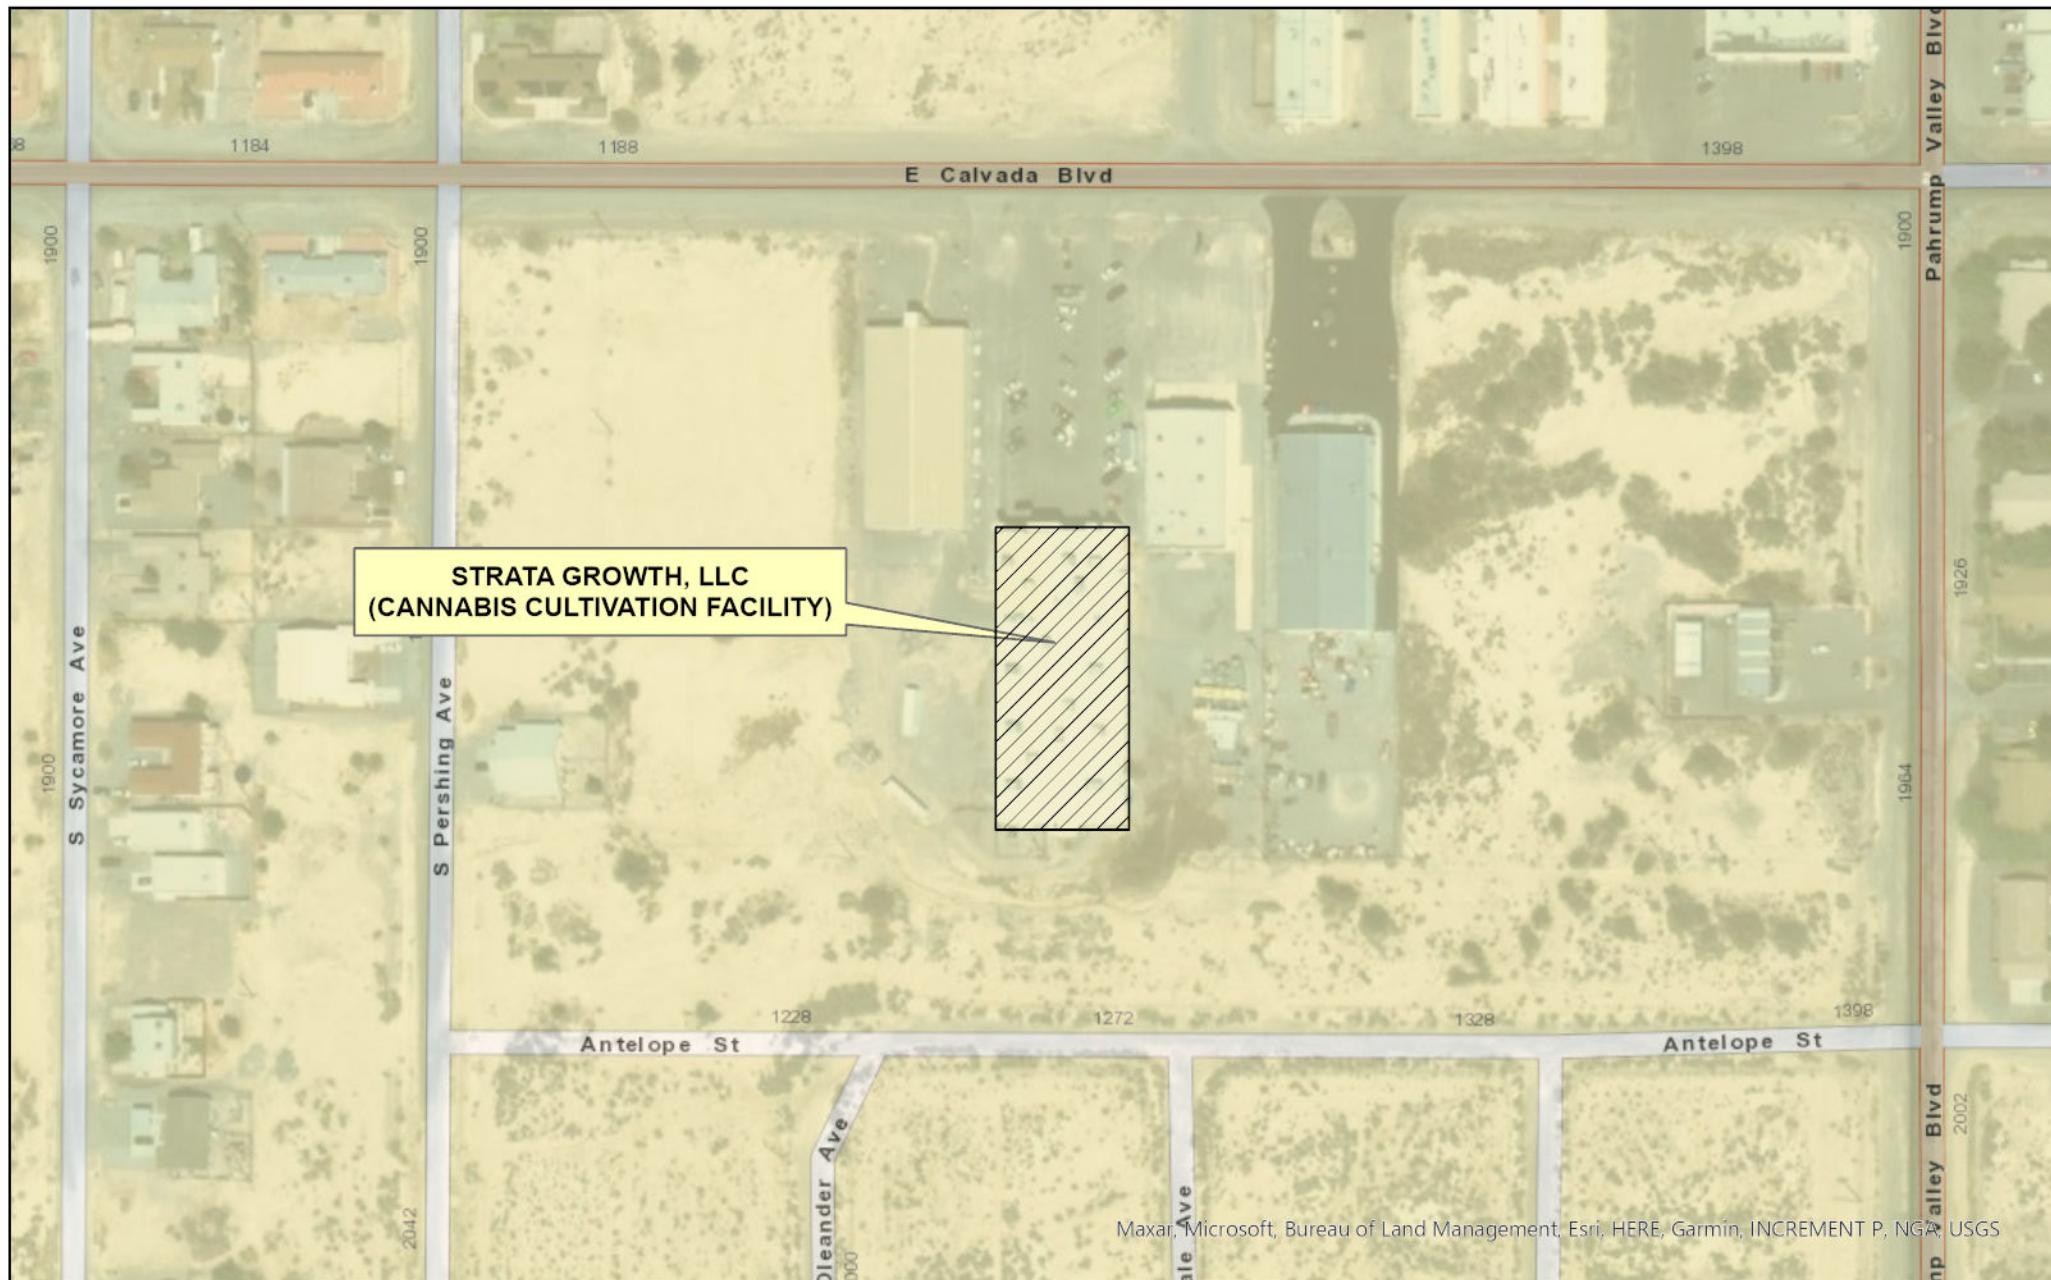 Pahrump Valley Blvd
1184
1188
1398
E Calvada Blvd
1900
1900
1900
STRATA GROWTH, LLC
(CANNABIS CULTIVATION FACILITY)
1926
S Sycamore Ave
S Pershing Ave
1900
1964
1228
1272
1328
1398
Antelope St
Antelope St
Oleander Ave
2042
2002
Valley Blvd
Ave
Maxar, Microsoft, Bureau of Land Management, Esri, HERE, Garmin, INCREMENT P, NGA, USGS